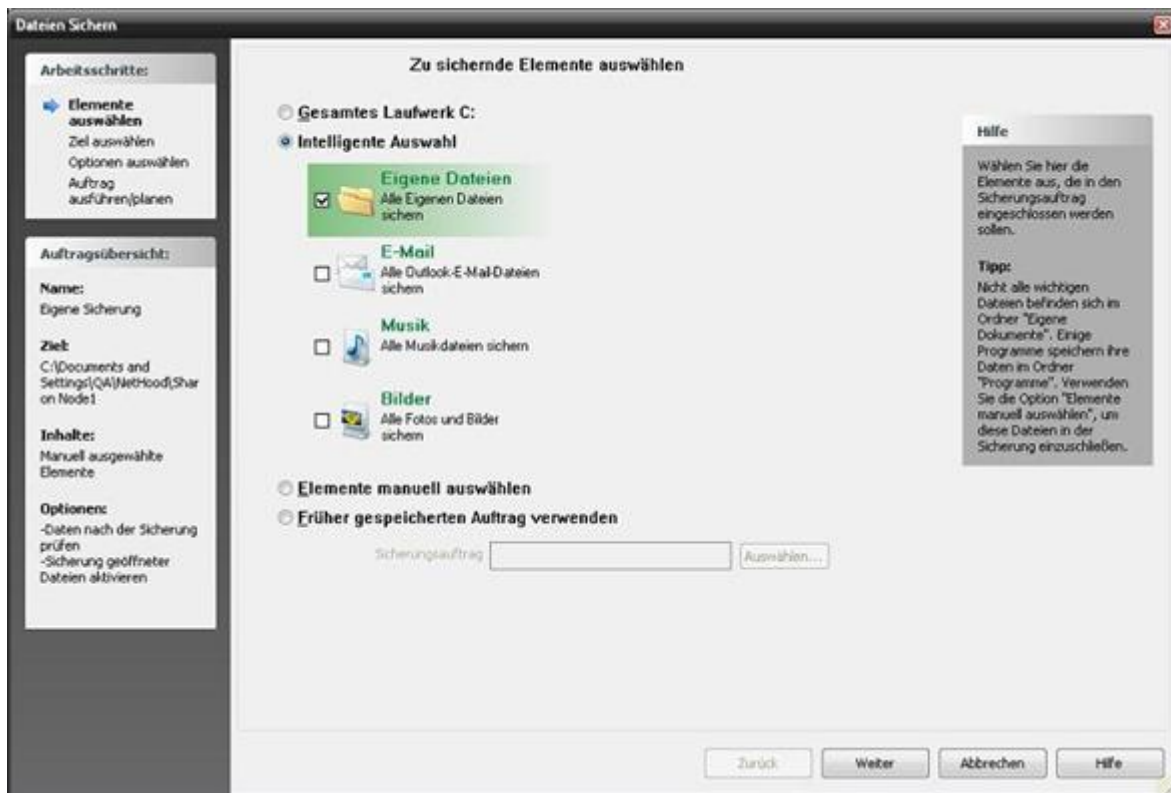 Dateien Sichern
Arbeitsschritte:
Elemente
auswählen
Ziel auswählen
Optionen auswählen
Auftrag
ausführen/planen
Auftragsübersicht:
Name:
Eigene Sicherung
Ziel:
C:\Documents and
Settings\QA\NetHood\Shar
on Node1
Inhalte:
Manuell ausgewählte
Elemente
Optionen:
-Daten nach der Sicherung
prüfen
-Sicherung geöffneter
Dateien aktivieren
Zu sichernde Elemente auswählen
Gesamtes Laufwerk C:
Intelligente Auswahl
Eigene Dateien
Alle Eigenen Dateien
sichern
E-Mail
Alle Outlook-E-Mail-Dateien
sichern
Musik
Alle Musikdateien sichern
Bilder
Alle Fotos und Bilder
sichern
Elemente manuell auswählen
Früher gespeicherten Auftrag verwenden
Sicherungsauftrag
Auswählen...
Hilfe
Wählen Sie hier die
Elemente aus, die in den
Sicherungsauftrag
eingeschlossen werden
sollen.
Tipp:
Nicht alle wichtigen
Dateien befinden sich im
Ordner "Eigene
Dokumente". Einige
Programme speichern ihre
Daten im Ordner
"Programme". Verwenden
Sie die Option "Elemente
manuell auswählen", um
diese Dateien in der
Sicherung einzuschließen.
Zurück
Weiter
Abbrechen
Hilfe